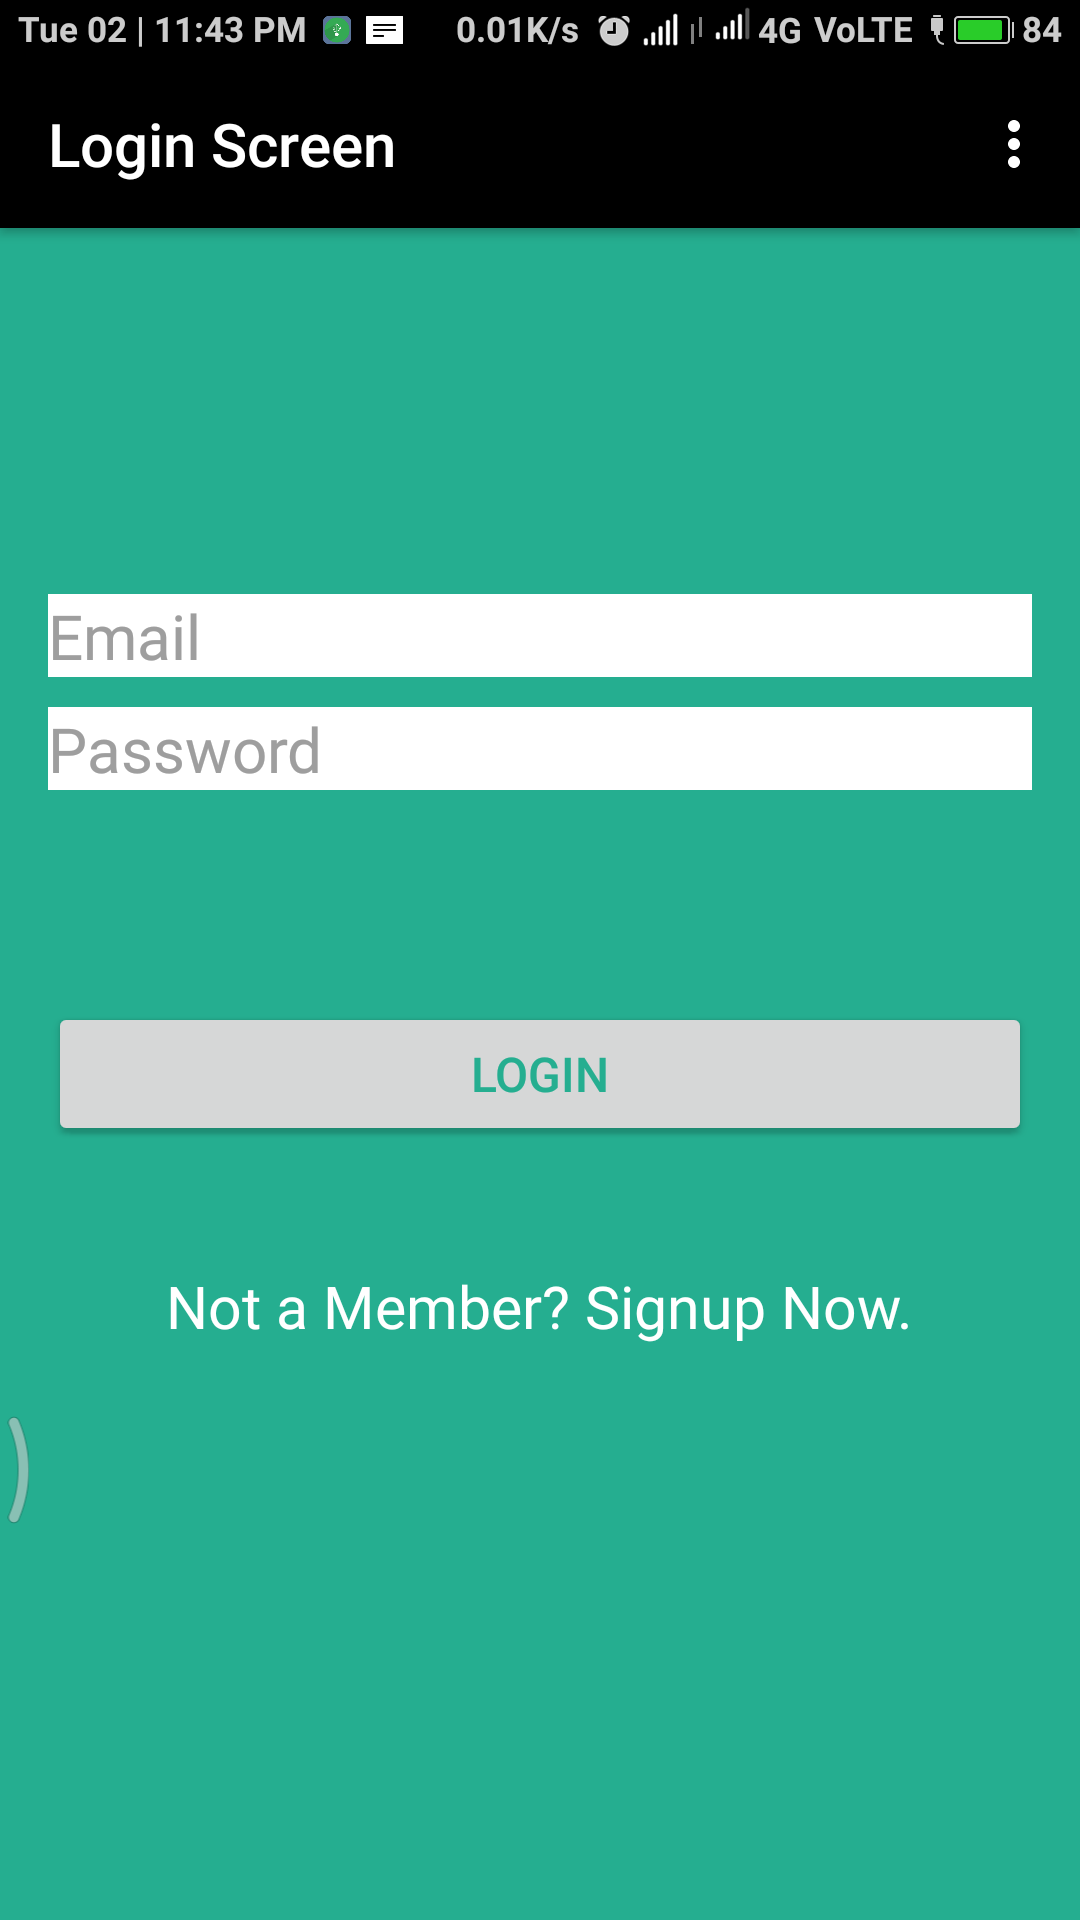 Tue 02 | 11:43 PM 0.01K/s 4G VoLTE 84
Login Screen
Email
Password
LOGIN
Not a Member? Signup Now.